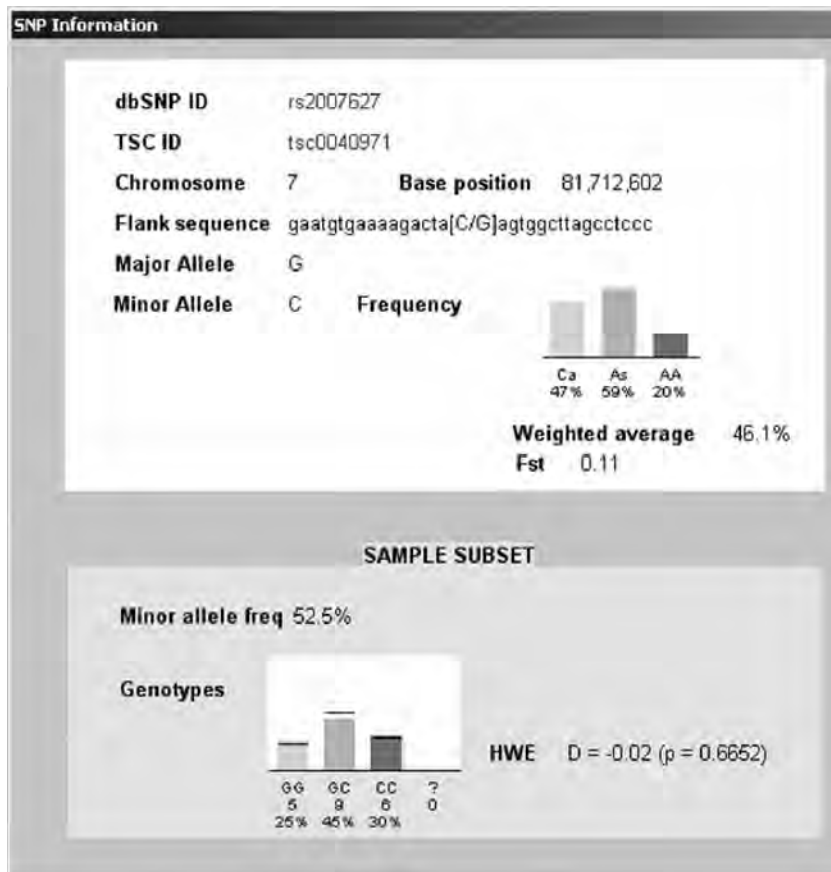 SNP Information
dbSNP ID rs2007627
TSC ID tsc0040971
Chromosome 7 Base position 81,712,602
Flank sequence gaatgtgaaaagacta[C/G]agtggcttagcctccc
Major Allele G
Minor Allele C Frequency
Ca As AA
47% 59% 20%
Weighted average 46.1%
Fst 0.11
SAMPLE SUBSET
Minor allele freq 52.5%
Genotypes
HWE D = -0.02 (p = 0.6652)
GG GC CC ?
5 9 6 0
25% 45% 30%